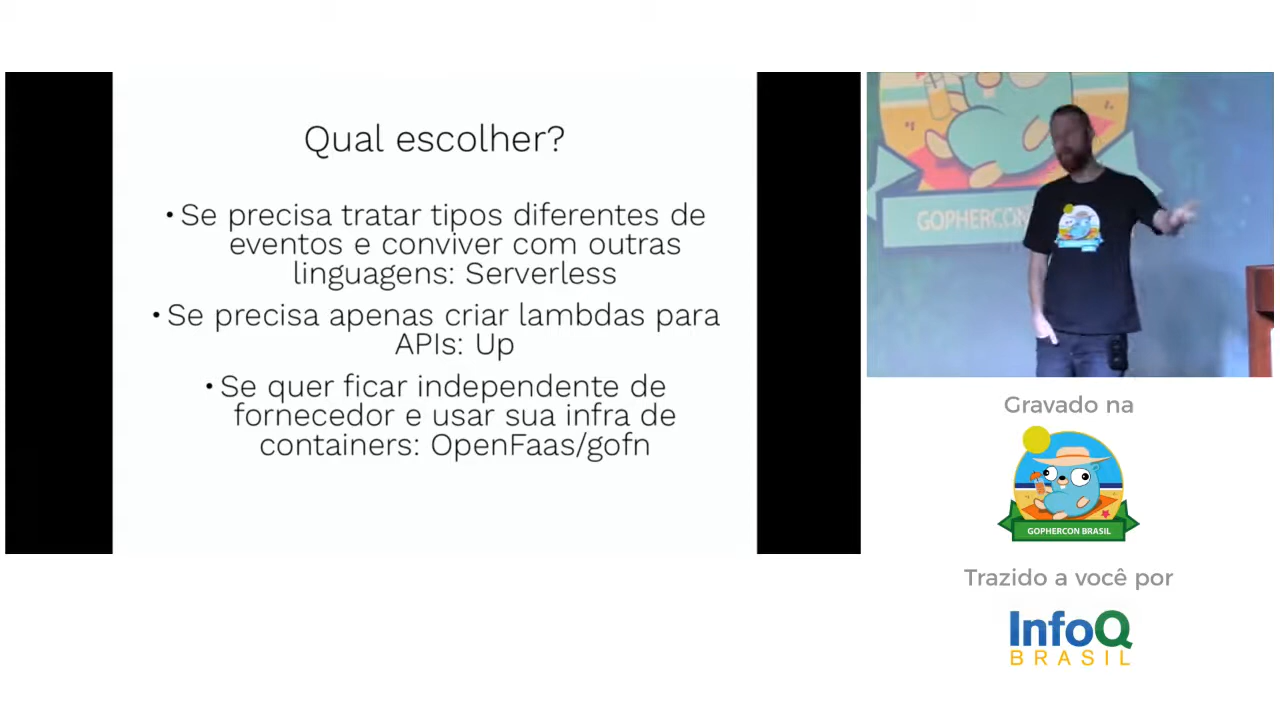 Qual escolher?
• Se precisa tratar tipos diferentes de
eventos e conviver com outras
linguagens: Serverless
• Se precisa apenas criar lambdas para
APIs: Up
• Se quer ficar independente de
fornecedor e usar sua infra de
containers: OpenFaas/gofn
GOPHERCON
Gravado na
GOPHERCON BRASIL
Trazido a você por
InfoQ
BRASIL